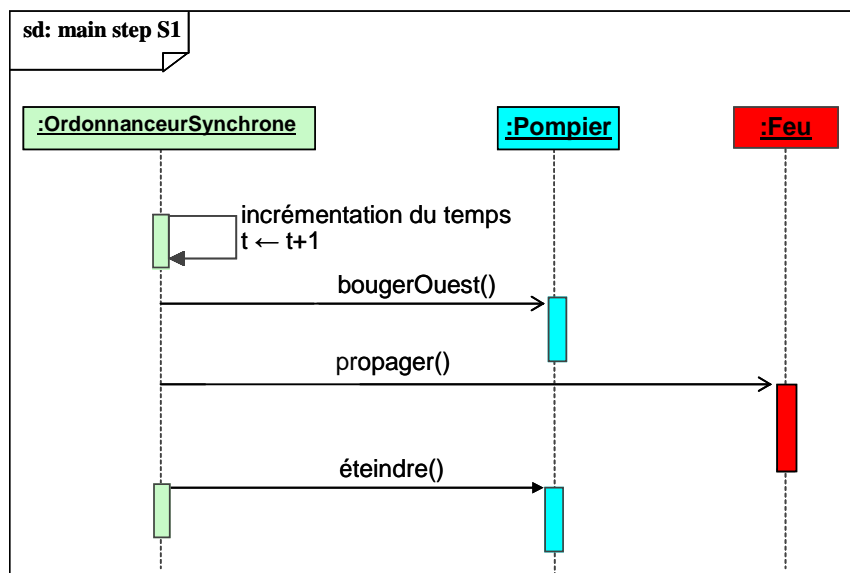 sd: main step S1
:OrdonnanceurSynchrone
:Pompier
:Feu
incrémentation du temps
t ← t+1
bougerOuest()
propager()
éteindre()